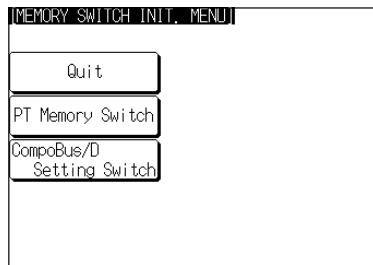 [MEMORY SWITCH INIT. MENU]
Quit
PT Memory Switch
CompoBus/D
Setting Switch